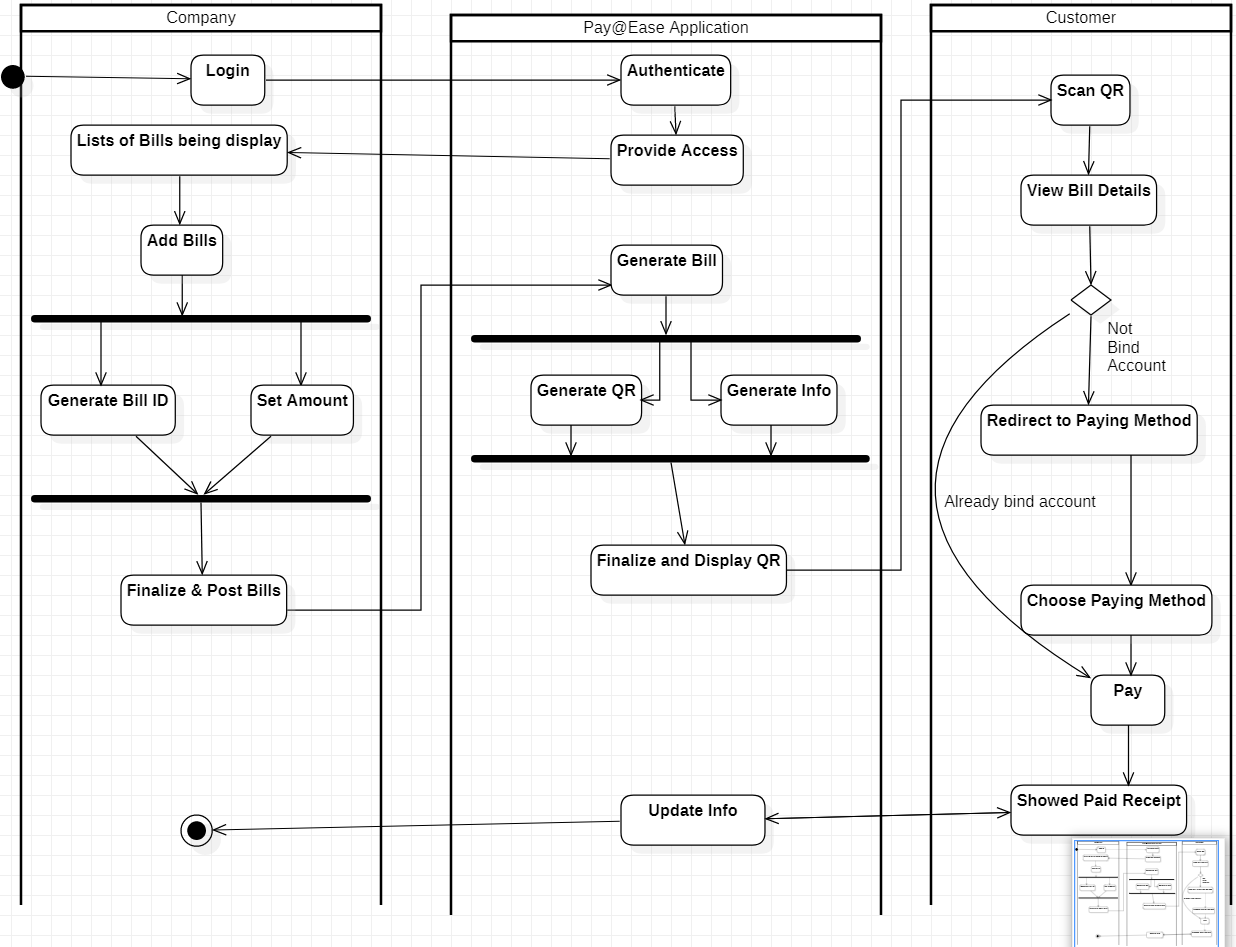 Company
Pay@Ease Application
Customer
Login
Authenticate
Scan QR
Lists of Bills being display
Provide Access
View Bill Details
Add Bills
Generate Bill
Not
Bind
Account
Generate Bill ID
Set Amount
Generate QR
Generate Info
Redirect to Paying Method
Already bind account
Finalize & Post Bills
Finalize and Display QR
Choose Paying Method
Pay
Update Info
Showed Paid Receipt